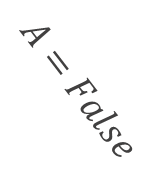 A = False